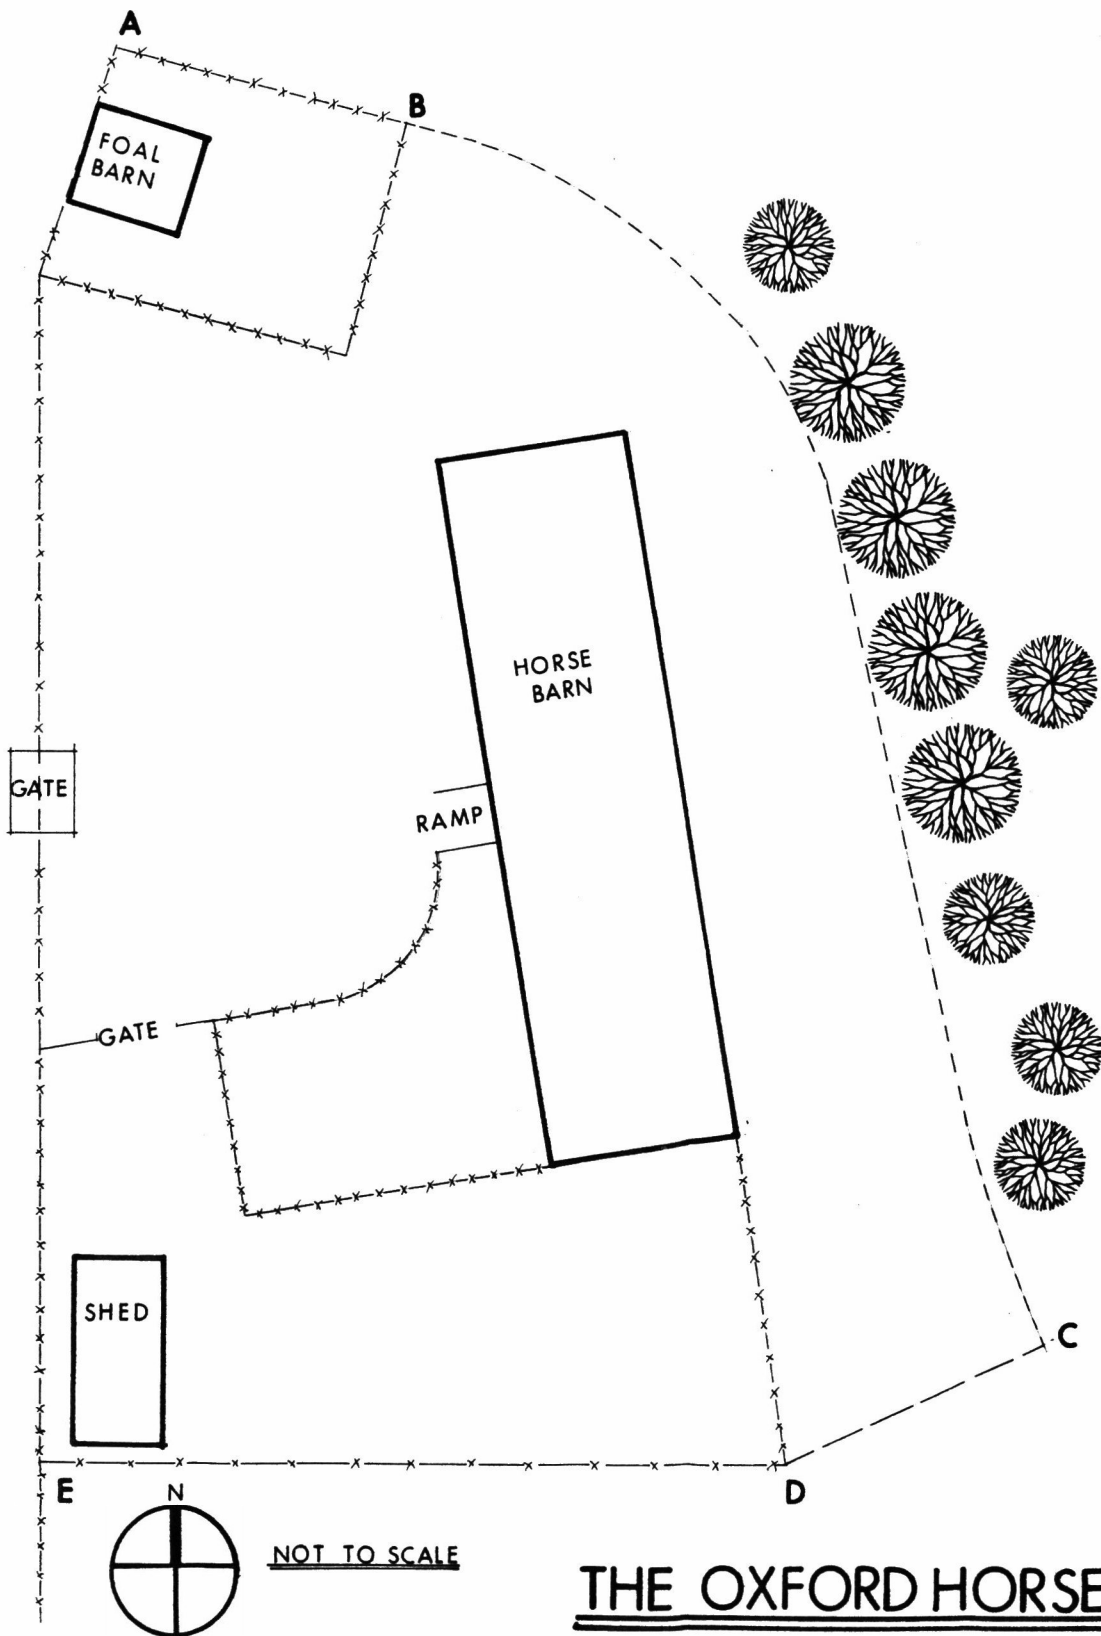 A
B
FOAL
BARN
HORSE
BARN
GATE
RAMP
GATE
SHED
C
E
D
N
NOT TO SCALE
THE OXFORD HORSE